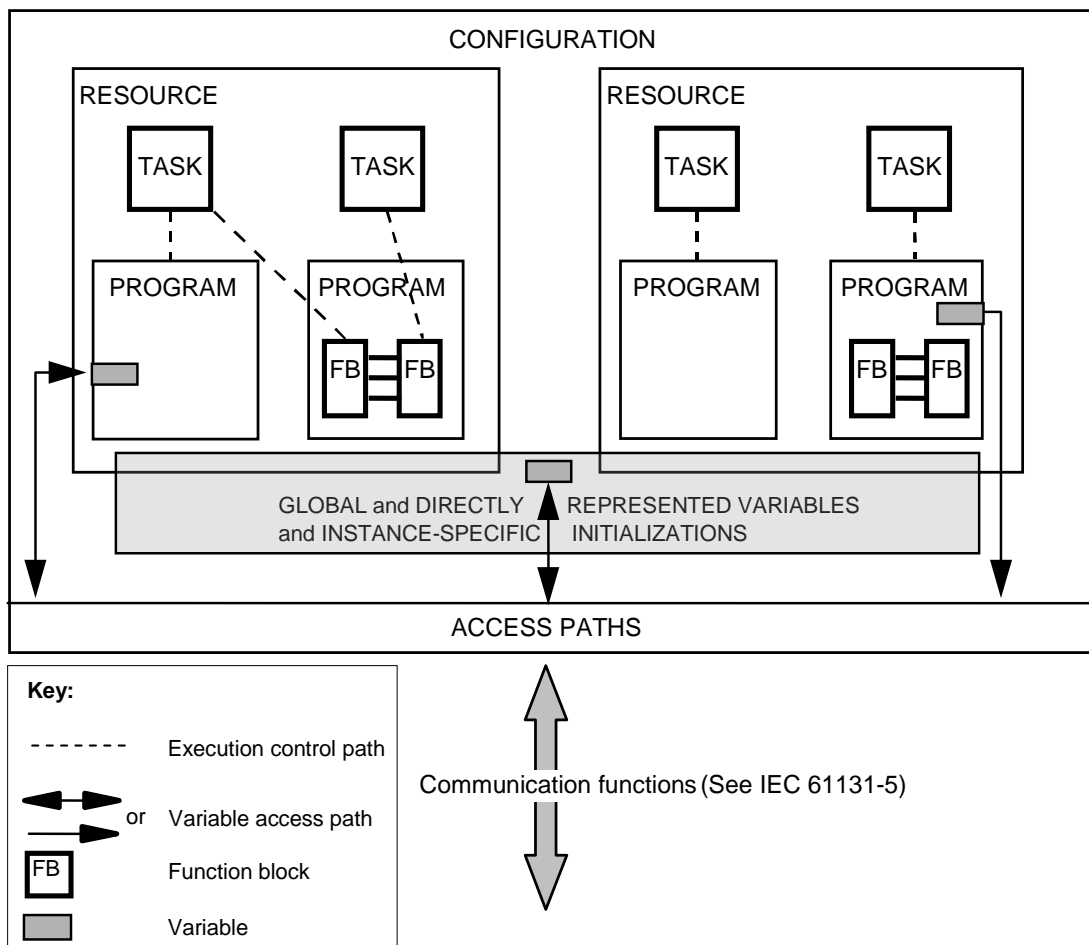 CONFIGURATION
RESOURCE
TASK
TASK
PROGRAM
PROGRAM
FB
FB
RESOURCE
TASK
TASK
PROGRAM
PROGRAM
FB
FB
GLOBAL and DIRECTLY REPRESENTED VARIABLES
and INSTANCE-SPECIFIC INITIALIZATIONS
ACCESS PATHS
Key:
Execution control path
or Variable access path
FB Function block
Variable
Communication functions (See IEC 61131-5)